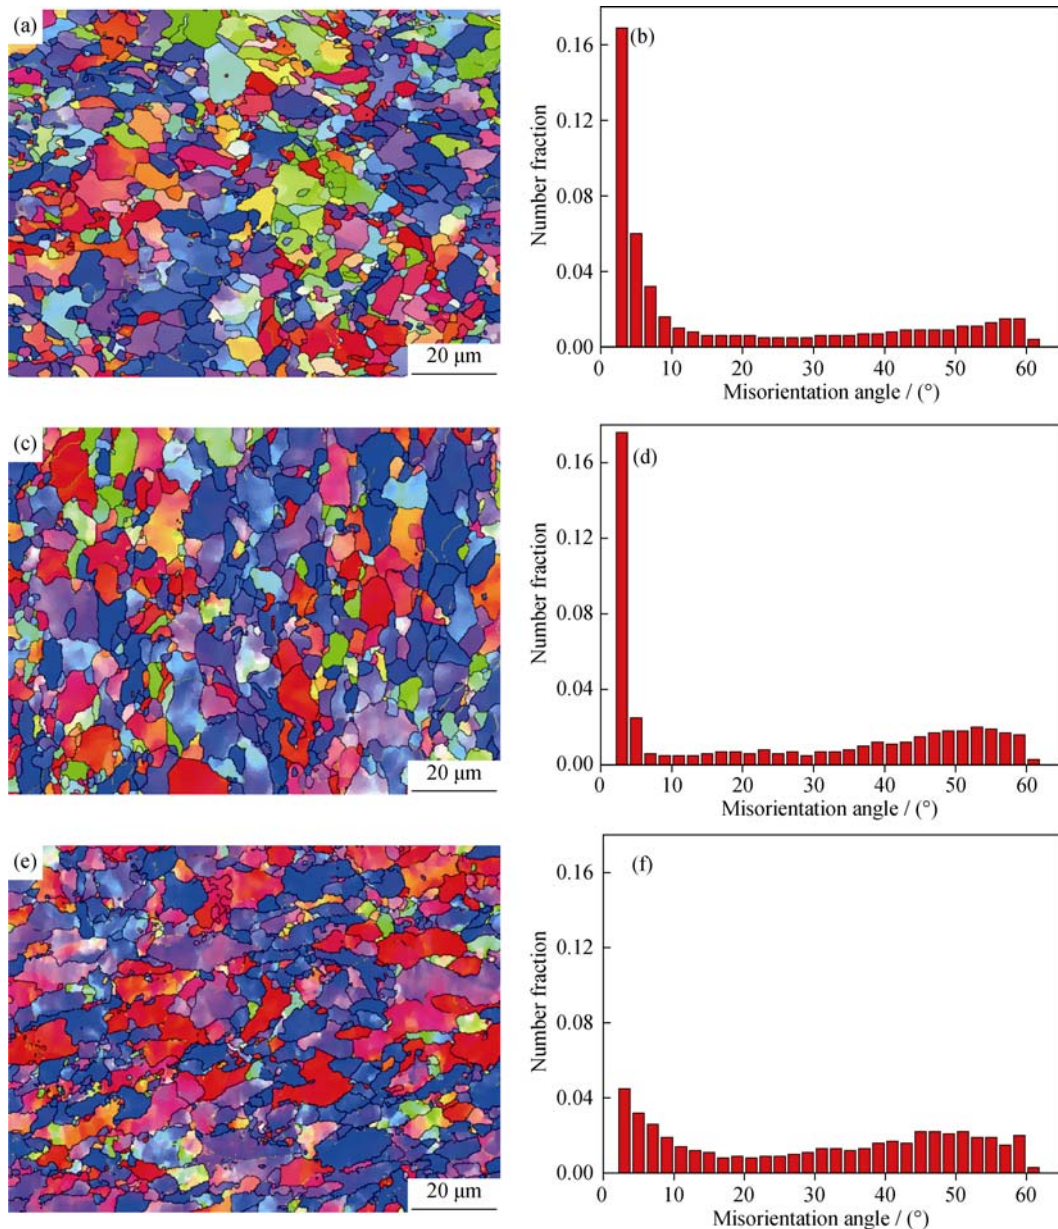 (a)
20 μm
(b)
Number fraction
0.16
0.12
0.08
0.04
0.00
0 10 20 30 40 50 60
Misorientation angle / (°)
(c)
20 μm
(d)
Number fraction
0.16
0.12
0.08
0.04
0.00
0 10 20 30 40 50 60
Misorientation angle / (°)
(e)
20 μm
(f)
Number fraction
0.16
0.12
0.08
0.04
0.00
0 10 20 30 40 50 60
Misorientation angle / (°)